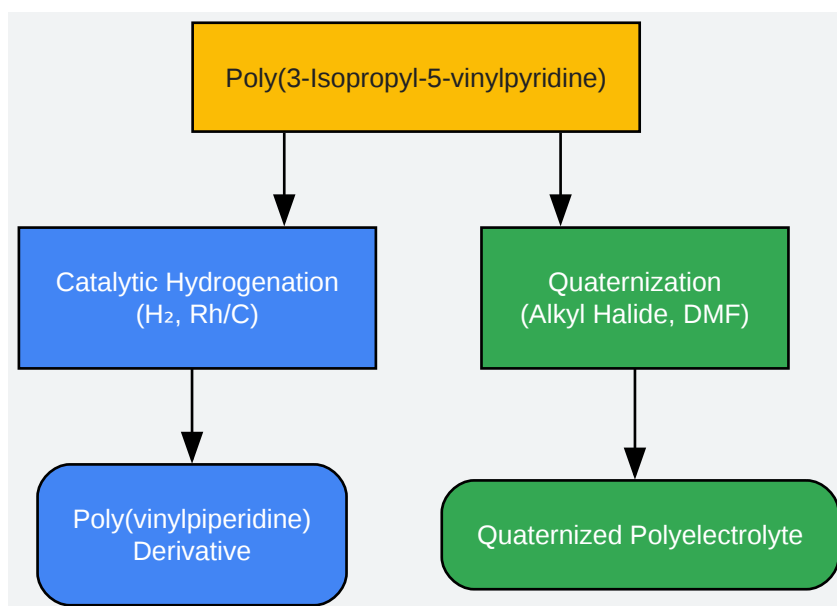 Poly(3-Isopropyl-5-vinylpyridine)
Catalytic Hydrogenation
(H₂, Rh/C)
Quaternization
(Alkyl Halide, DMF)
Poly(vinylpiperidine)
Derivative
Quaternized Polyelectrolyte